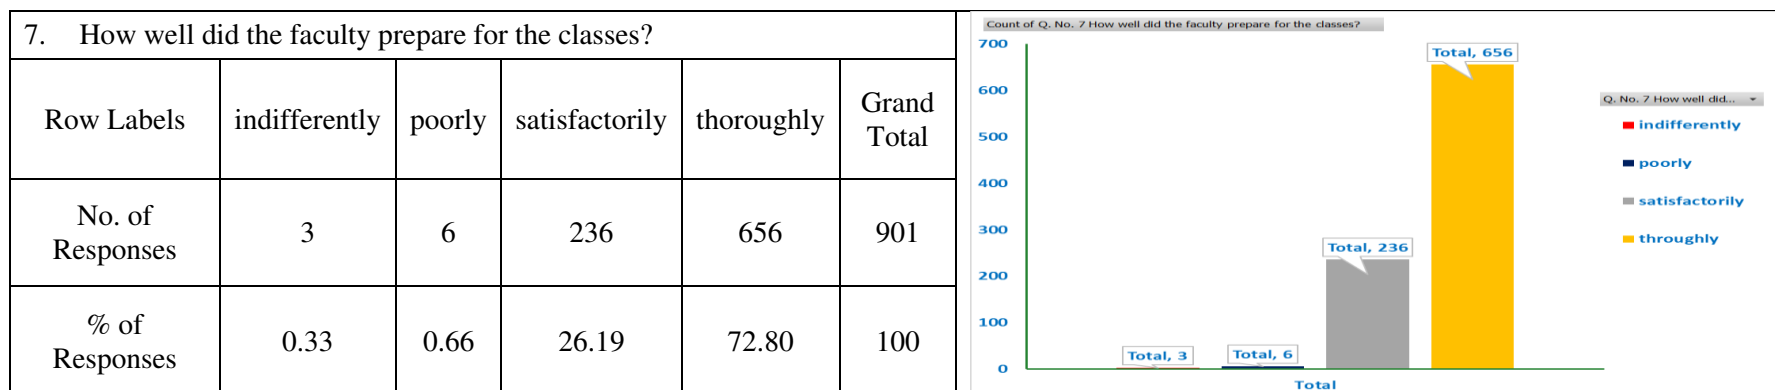 7. How well did the faculty prepare for the classes?
Row Labels indifferently poorly satisfactorily thoroughly Grand Total
No. of Responses 3 6 236 656 901
% of Responses 0.33 0.66 26.19 72.80 100
Count of Q. No. 7 How well did the faculty prepare for the classes?
700
600
500
400
300
200
100
0
Total, 3
Total, 6
Total, 236
Total, 656
Total
Q. No. 7 How well did...
indifferently
poorly
satisfactorily
throughly